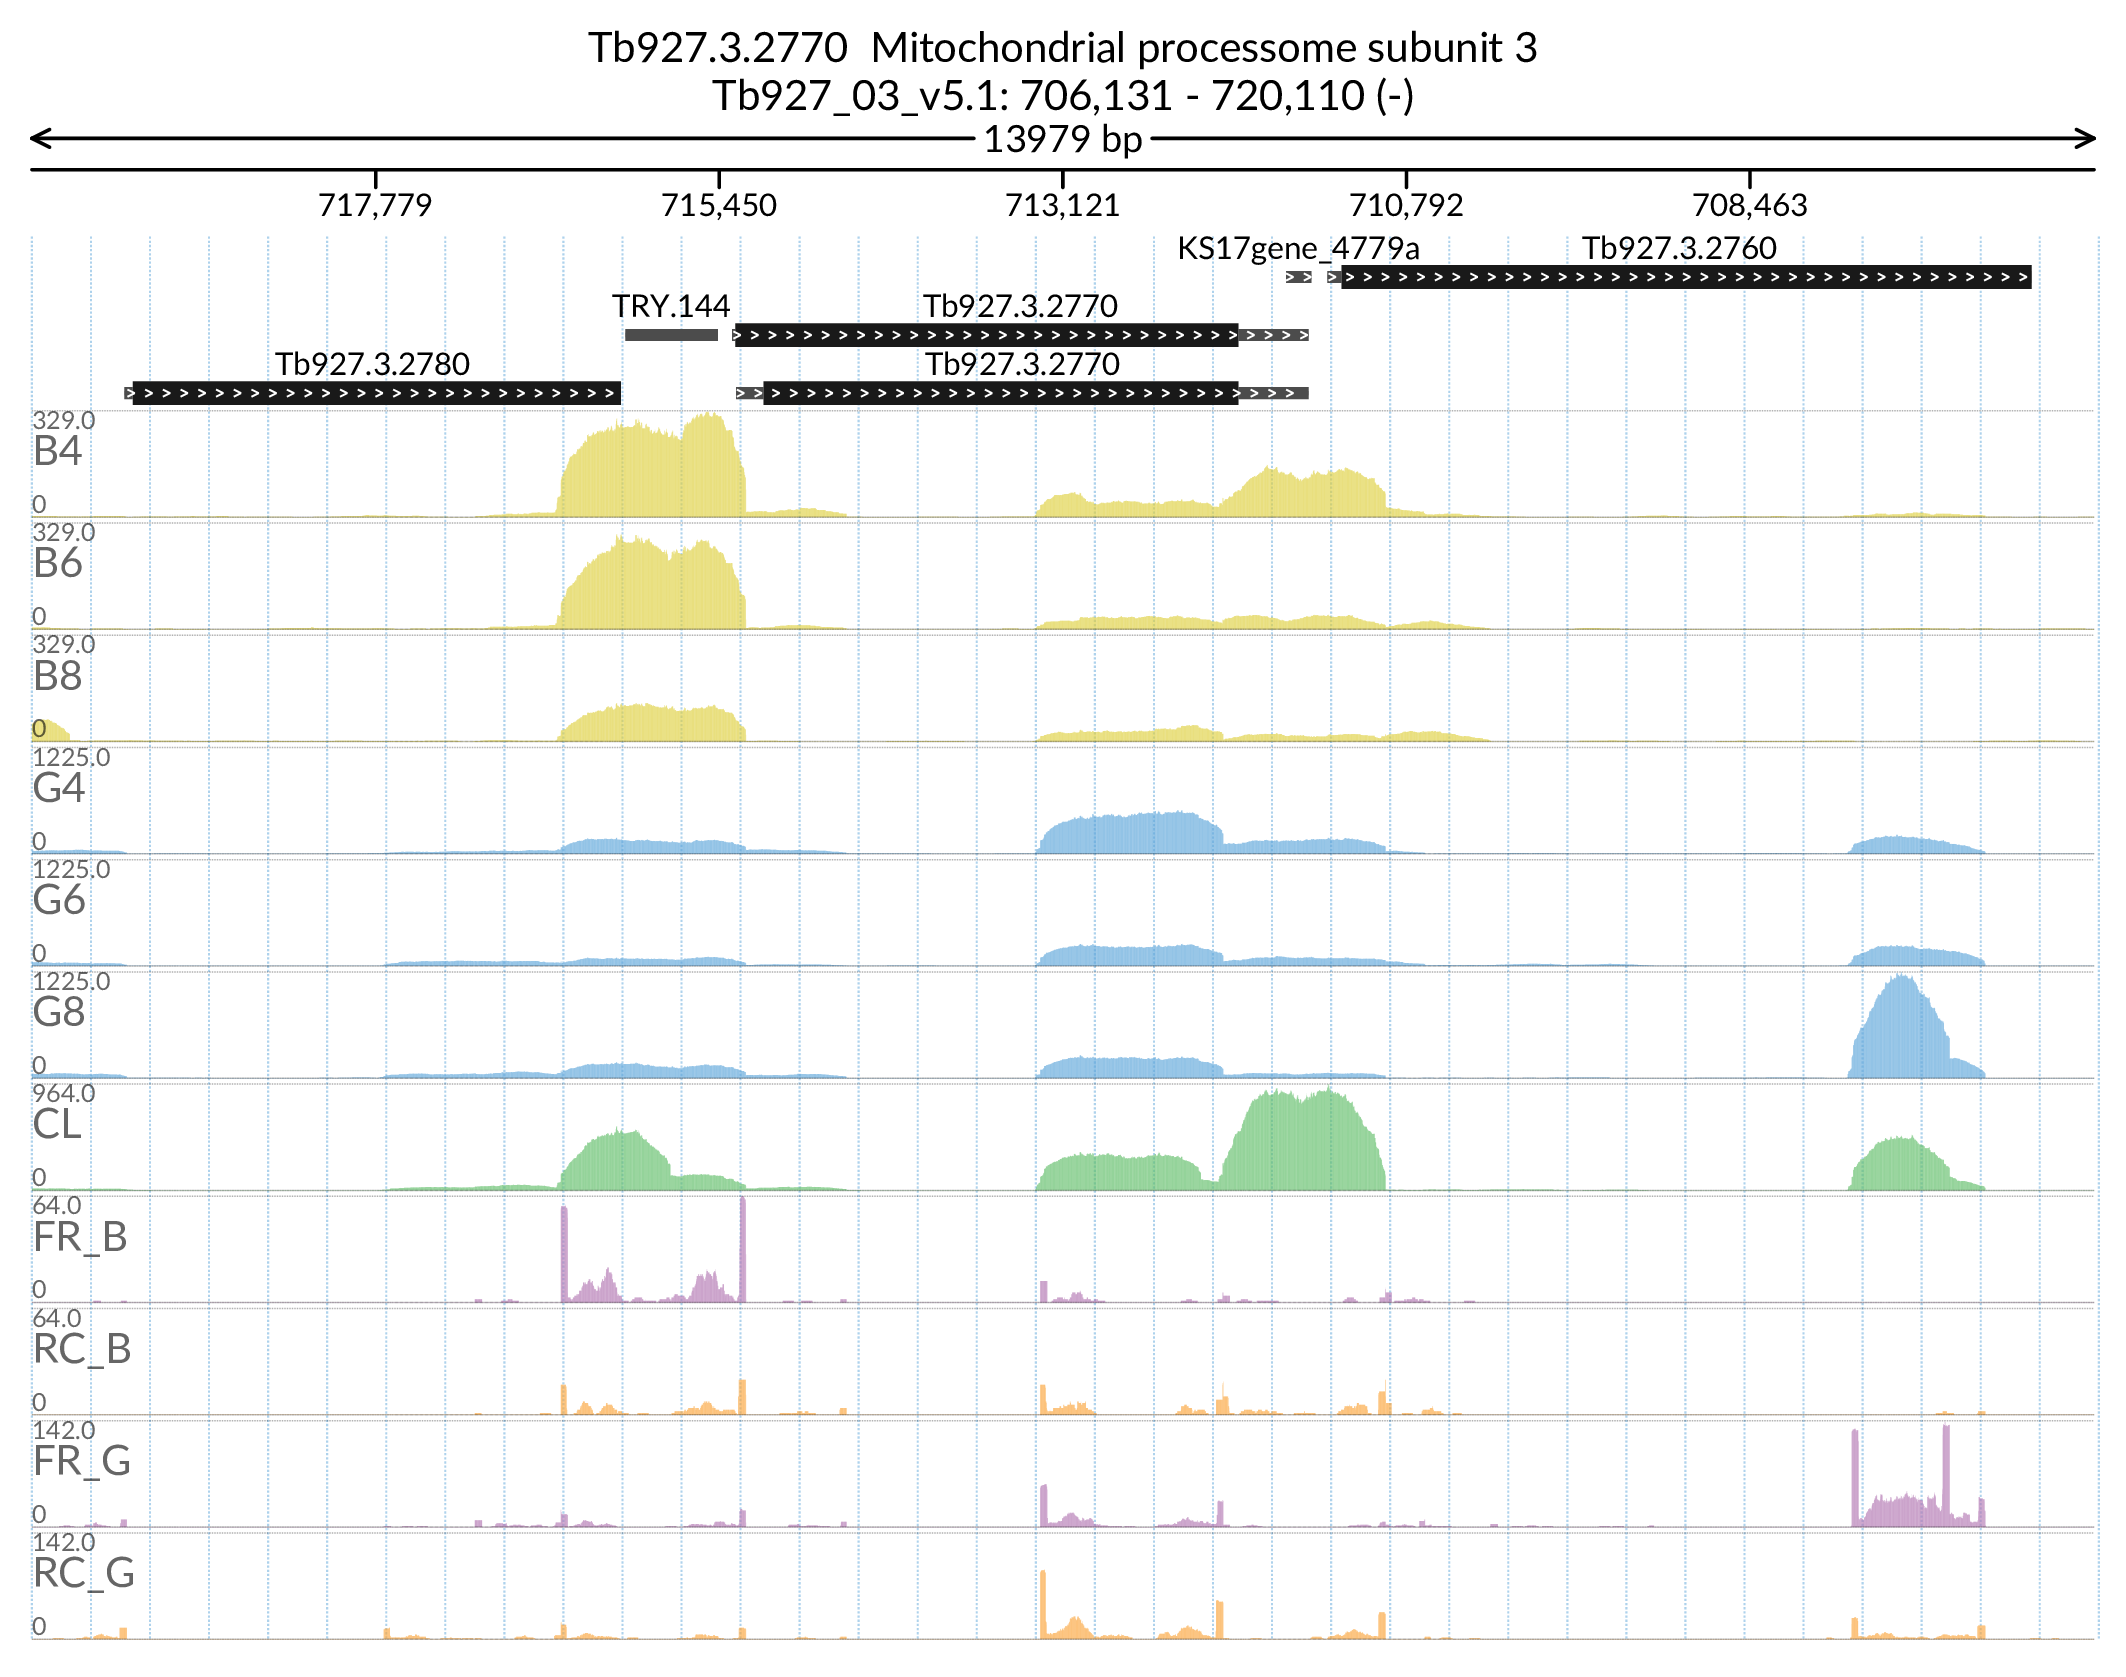 Tb927.3.2770  Mitochondrial processome subunit 3
Tb927_03_v5.1: 706,131 - 720,110 (-)
13979 bp
717,779 715,450 713,121 710,792 708,463
KS17gene_4779a Tb927.3.2760
TRY.144 Tb927.3.2770
Tb927.3.2780 Tb927.3.2770
329.0
B4
0
329.0
B6
0
329.0
B8
0
1225.0
G4
0
1225.0
G6
0
1225.0
G8
0
964.0
CL
0
64.0
FR_B
0
64.0
RC_B
0
142.0
FR_G
0
142.0
RC_G
0